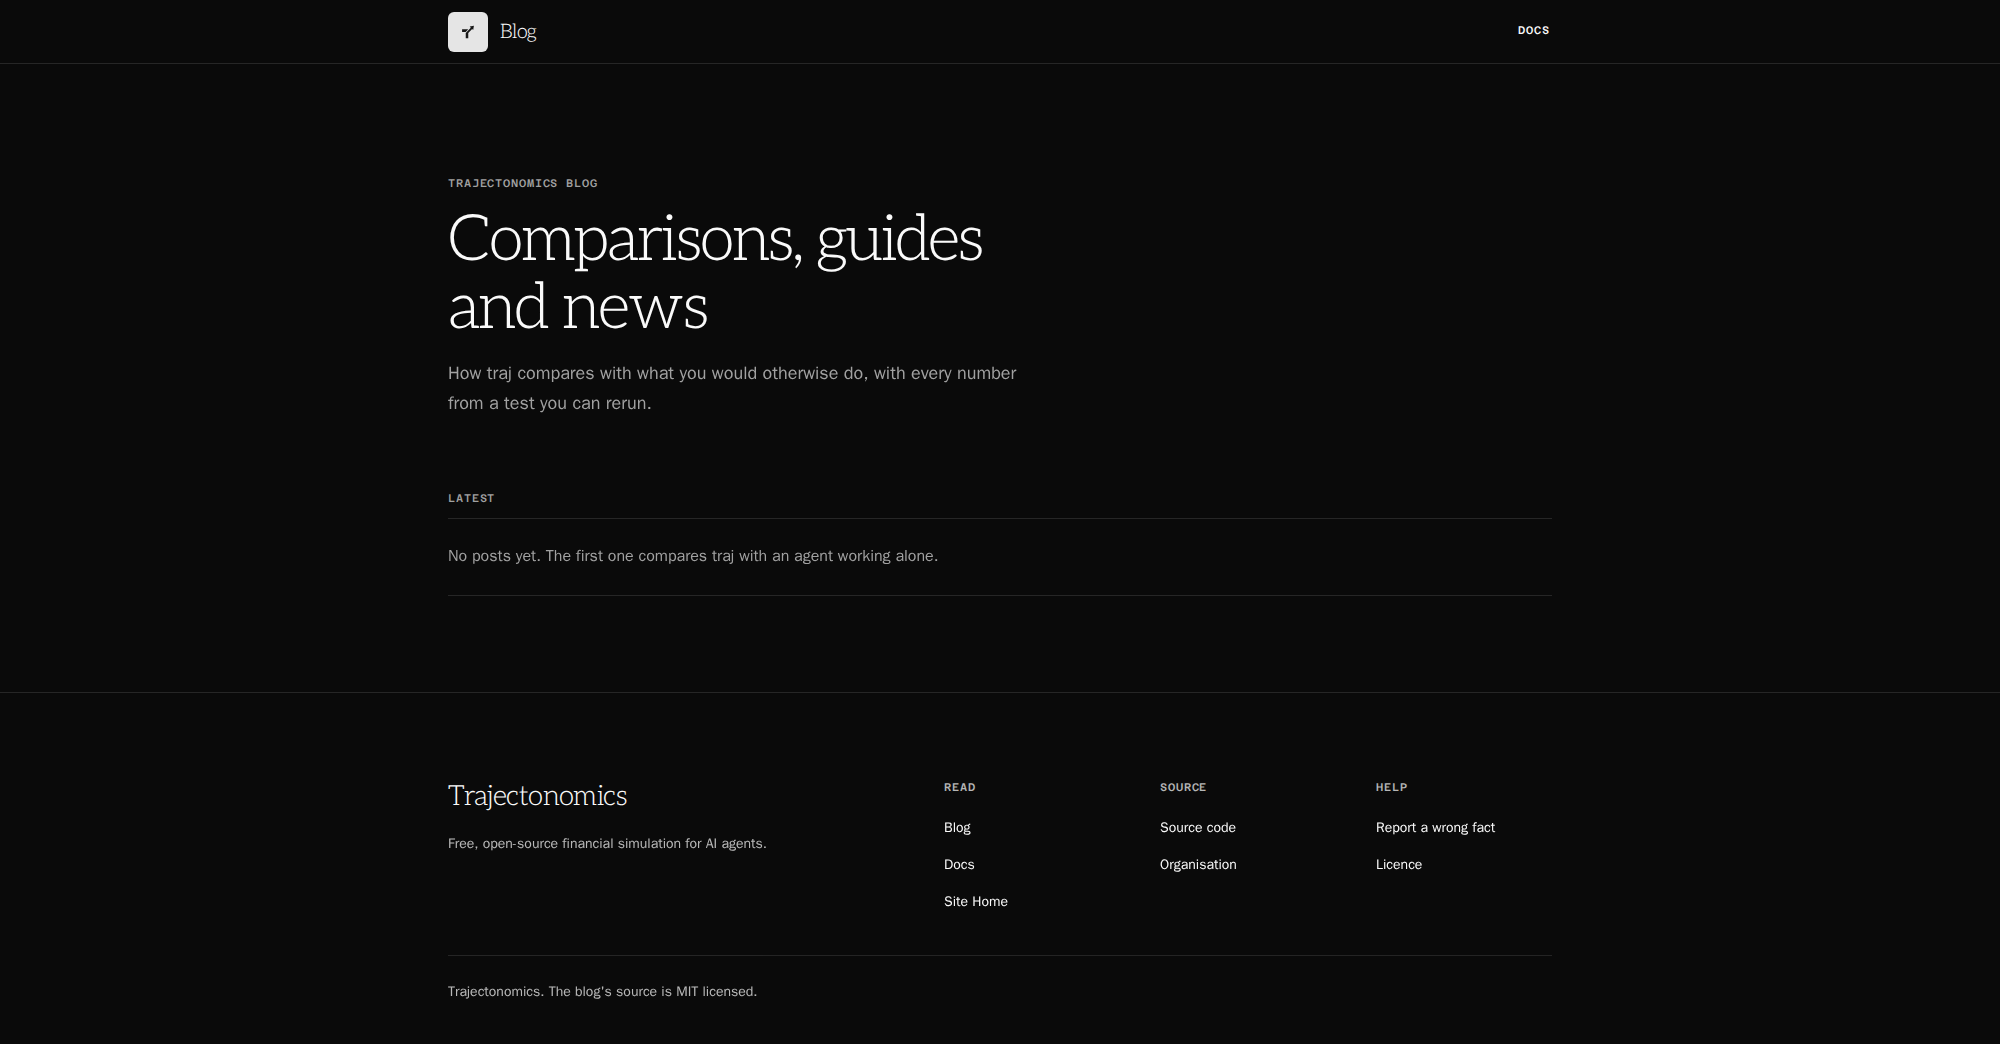 Blog
DOCS
TRAJECTONOMICS BLOG
Comparisons, guides
and news
How traj compares with what you would otherwise do, with every number
from a test you can rerun.
LATEST
No posts yet. The first one compares traj with an agent working alone.
Trajectonomics
Free, open-source financial simulation for AI agents.
READ
Blog
Docs
Site Home
SOURCE
Source code
Organisation
HELP
Report a wrong fact
Licence
Trajectonomics. The blog's source is MIT licensed.